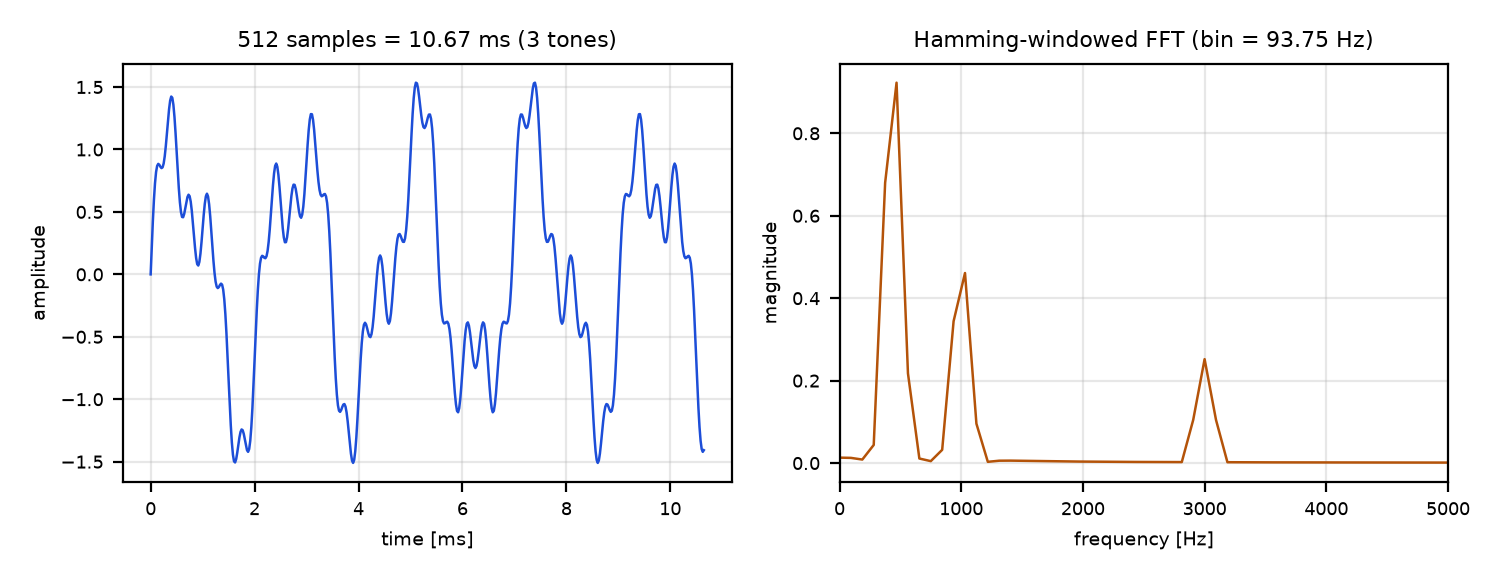 512 samples = 10.67 ms (3 tones)
1.5
1.0
0.5
0.0
−0.5
−1.0
−1.5
amplitude
0 2 4 6 8 10
time [ms]
Hamming-windowed FFT (bin = 93.75 Hz)
0.8
0.6
0.4
0.2
0.0
magnitude
0 1000 2000 3000 4000 5000
frequency [Hz]